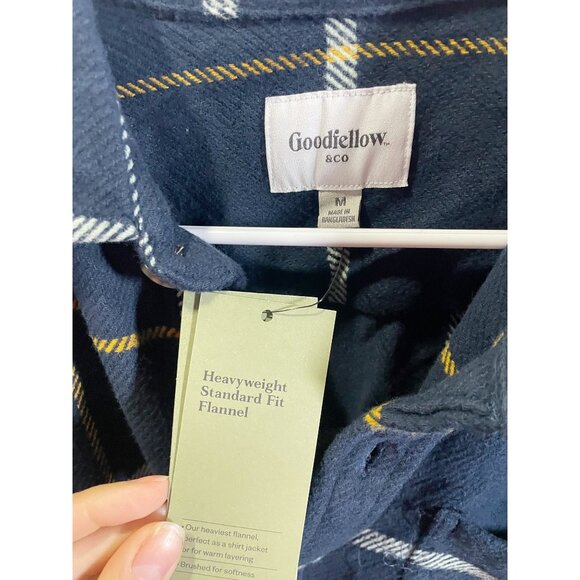 Goodfellow™
&CO
M
MADE IN
BANGLADESH
Heavyweight
Standard Fit
Flannel
• Our heaviest flannel,
perfect as a shirt jacket
or for warm layering
• Brushed for softness